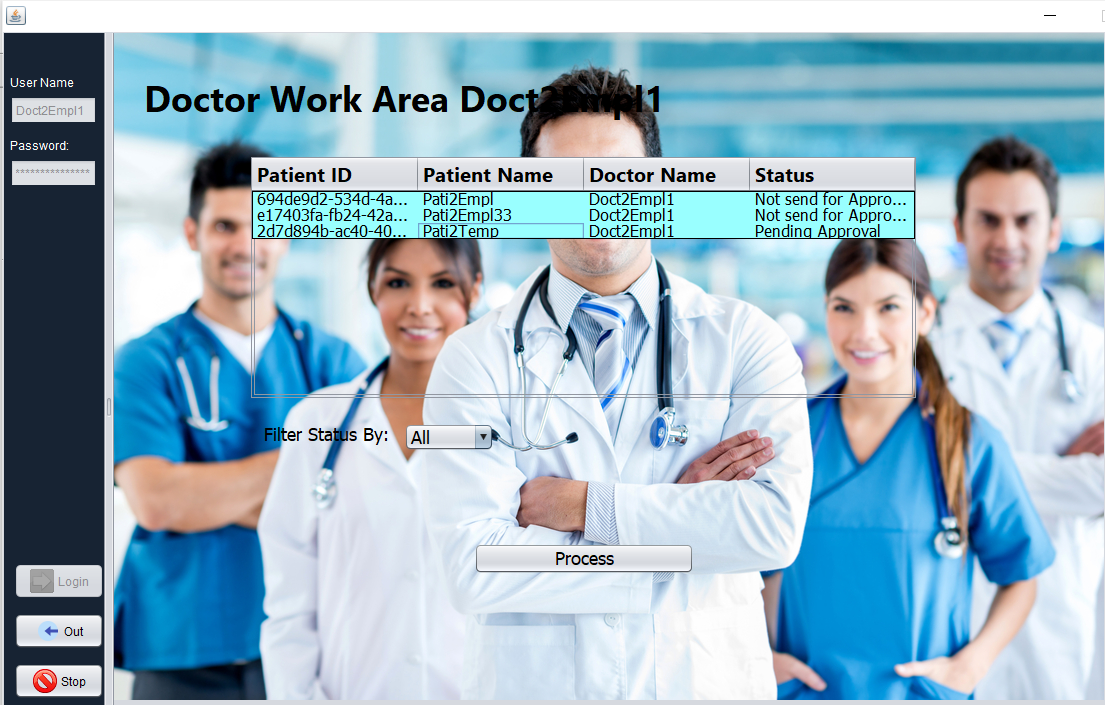 User Name
Doct2Empl1
Password:
***************
Login
Out
Stop
Doctor Work Area Doct2Empl1
Patient ID Patient Name Doctor Name Status
694de9d2-534d-4a... Pati2Empl Doct2Empl1 Not send for Appro...
e17403fa-fb24-42a... Pati2Empl33 Doct2Empl1 Not send for Appro...
2d7d894b-ac40-40... Pati2Temp Doct2Empl1 Pending Approval
Filter Status By: All
Process